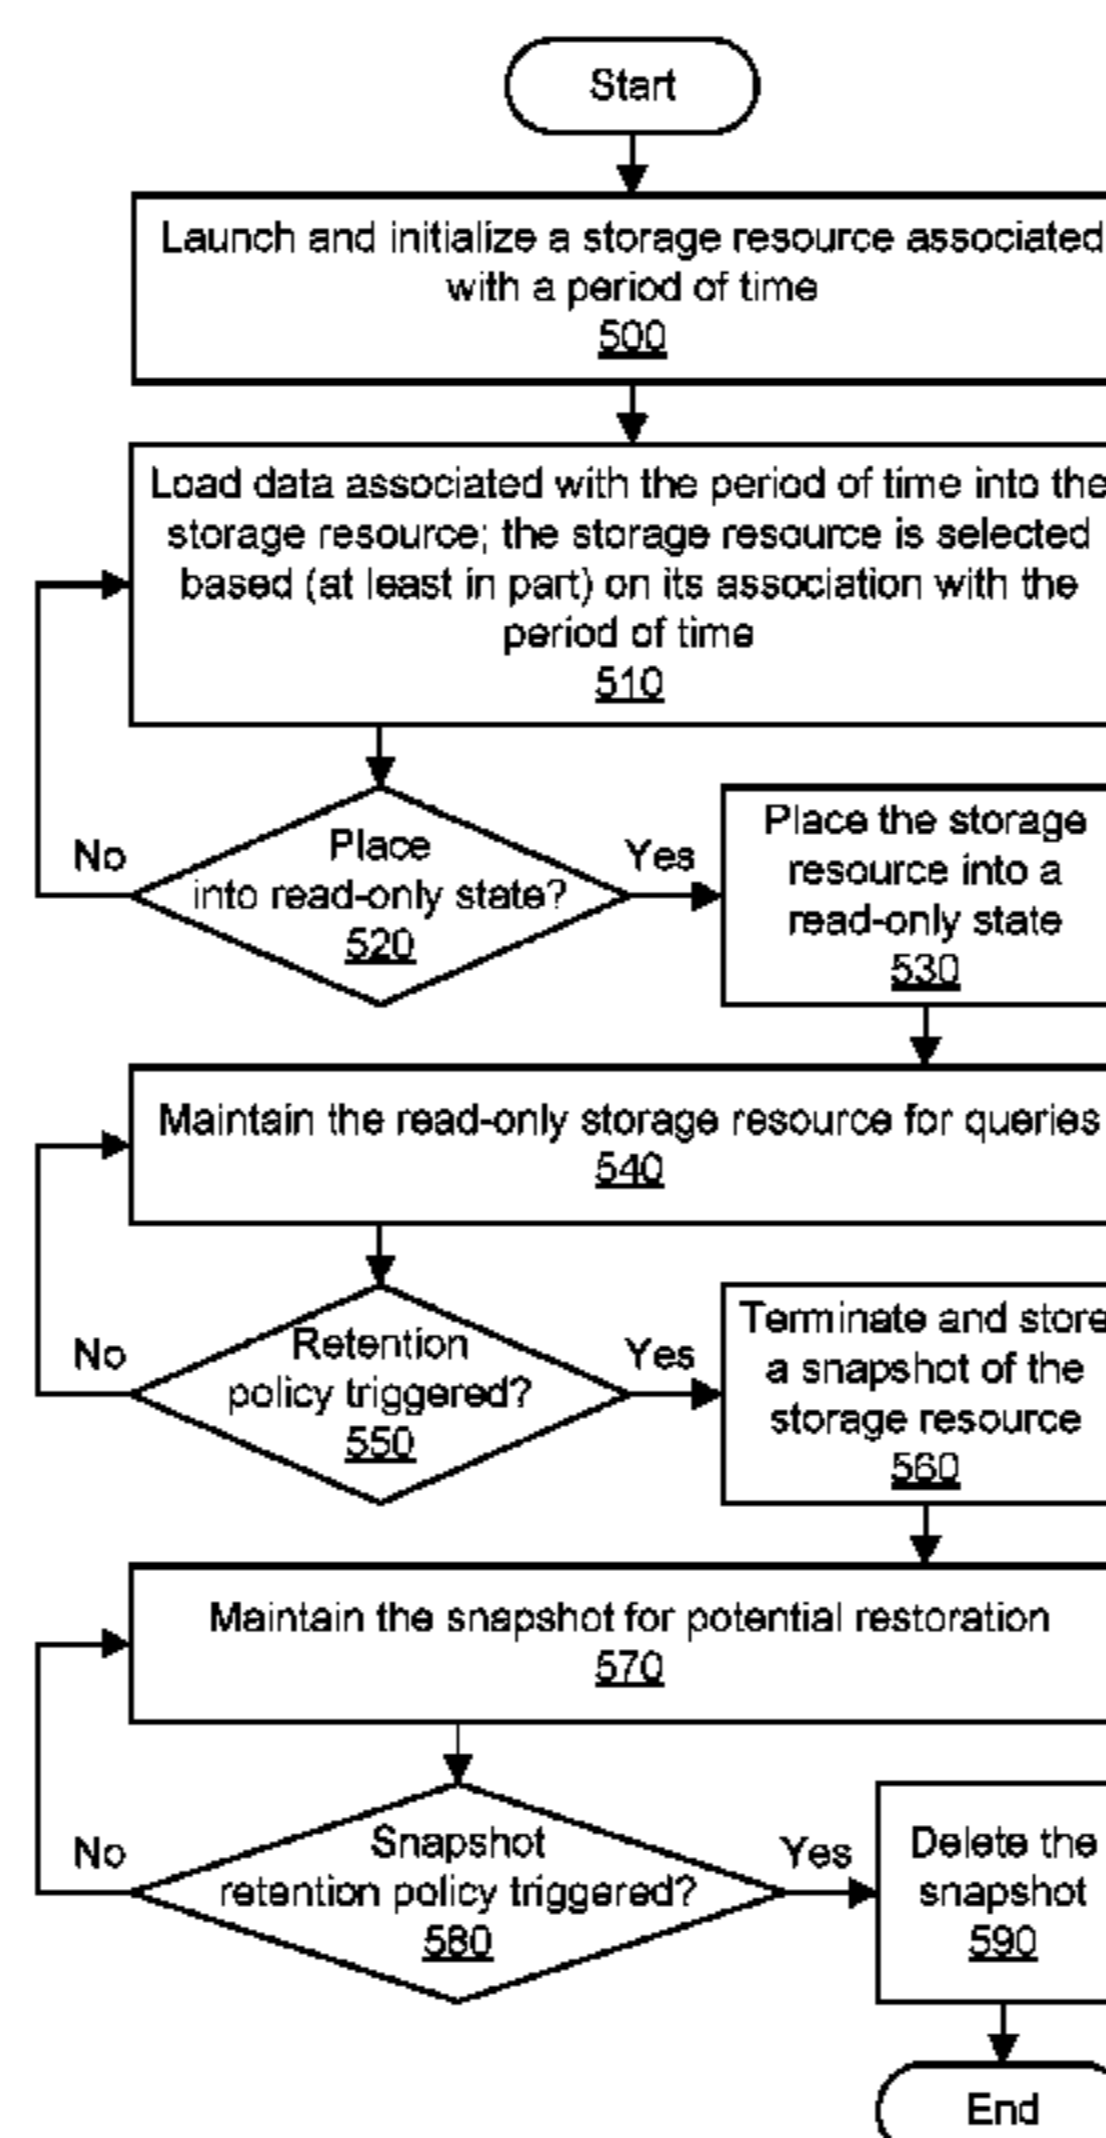 Start
Launch and initialize a storage resource associated
with a period of time
500
Load data associated with the period of time into the
storage resource; the storage resource is selected
based (at least in part) on its association with the
period of time
510
No
Place
into read-only state?
520
Yes
Place the storage
resource into a
read-only state
530
Maintain the read-only storage resource for queries
540
No
Retention
policy triggered?
550
Yes
Terminate and store
a snapshot of the
storage resource
560
Maintain the snapshot for potential restoration
570
No
Snapshot
retention policy triggered?
580
Yes
Delete the
snapshot
590
End